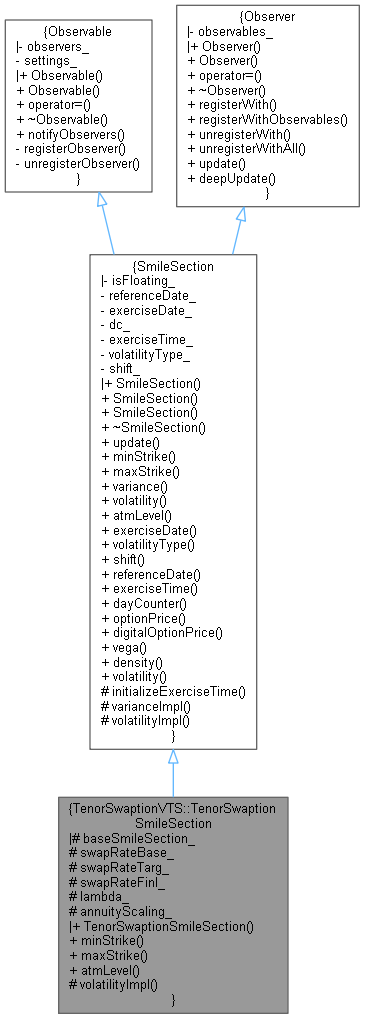 {Observable
|- observers_
- settings_
|+ Observable()
+ Observable()
+ operator=()
+ ~Observable()
+ notifyObservers()
- registerObserver()
- unregisterObserver()
}
{Observer
|- observables_
|+ Observer()
+ Observer()
+ operator=()
+ ~Observer()
+ registerWith()
+ registerWithObservables()
+ unregisterWith()
+ unregisterWithAll()
+ update()
+ deepUpdate()
}
{SmileSection
|- isFloating_
- referenceDate_
- exerciseDate_
- dc_
- exerciseTime_
- volatilityType_
- shift_
|+ SmileSection()
+ SmileSection()
+ SmileSection()
+ ~SmileSection()
+ update()
+ minStrike()
+ maxStrike()
+ variance()
+ volatility()
+ atmLevel()
+ exerciseDate()
+ volatilityType()
+ shift()
+ referenceDate()
+ exerciseTime()
+ dayCounter()
+ optionPrice()
+ digitalOptionPrice()
+ vega()
+ density()
+ volatility()
# initializeExerciseTime()
# varianceImpl()
# volatilityImpl()
}
{TenorSwaptionVTS::TenorSwaption
SmileSection
|# baseSmileSection_
# swapRateBase_
# swapRateTarg_
# swapRateFinl_
# lambda_
# annuityScaling_
|+ TenorSwaptionSmileSection()
+ minStrike()
+ maxStrike()
+ atmLevel()
# volatilityImpl()
}